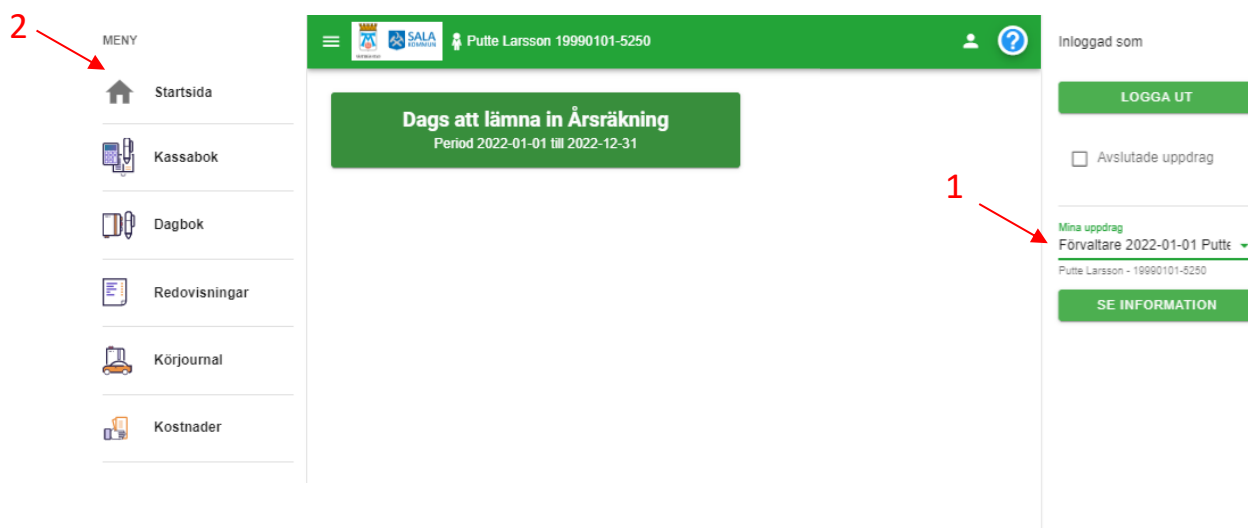 2
MENY
Startsida
Kassabok
Dagbok
Redovisningar
Körjournal
Kostnader
SALA
KOMMUN
Putte Larsson 19990101-5250
?
Dags att lämna in Årsräkning
Period 2022-01-01 till 2022-12-31
Inloggad som
LOGGA UT
Avslutade uppdrag
1
Mina uppdrag
Förvaltare 2022-01-01 Putte
Putte Larsson - 19990101-5250
SE INFORMATION